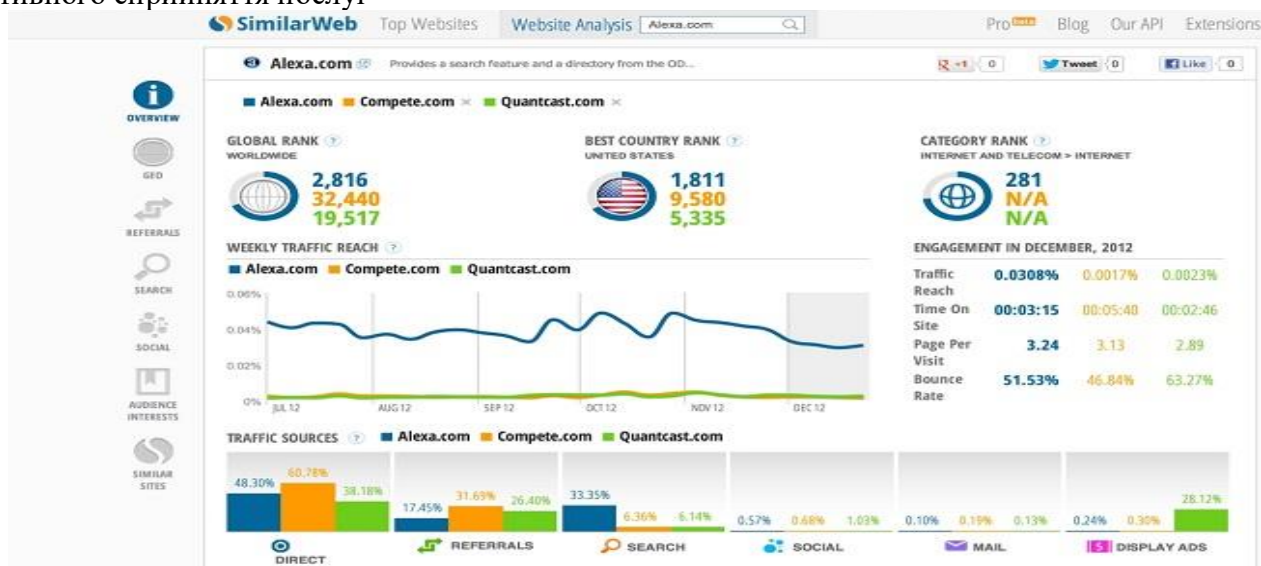 тивного сприйняття послуг
SimilarWeb Top Websites Website Analysis Alexa.com Pro beta Blog Our API Extensions
Alexa.com Provides a search feature and a directory from the OD... +1 0 Tweet 0 Like 0
Alexa.com × Compete.com × Quantcast.com ×
OVERVIEW
GEO
REFERRALS
SEARCH
SOCIAL
AUDIENCE
INTERESTS
SIMILAR
SITES
GLOBAL RANK ?
WORLDWIDE
2,816
32,440
19,517
BEST COUNTRY RANK ?
UNITED STATES
1,811
9,580
5,335
CATEGORY RANK ?
INTERNET AND TELECOM > INTERNET
281
N/A
N/A
WEEKLY TRAFFIC REACH ?
Alexa.com Compete.com Quantcast.com
0.06%
0.04%
0.02%
0%
JUL 12 AUG 12 SEP 12 OCT 12 NOV 12 DEC 12
ENGAGEMENT IN DECEMBER, 2012
Traffic Reach 0.0308% 0.0017% 0.0023%
Time On Site 00:03:15 00:05:40 00:02:46
Page Per Visit 3.24 3.13 2.89
Bounce Rate 51.53% 46.84% 63.27%
TRAFFIC SOURCES ? Alexa.com Compete.com Quantcast.com
48.30% 60.78% 38.18%
17.45% 31.69% 26.40%
33.35% 6.36% 6.14%
0.57% 0.68% 1.03%
0.10% 0.19% 0.13%
0.24% 0.30% 28.12%
DIRECT REFERRALS SEARCH SOCIAL MAIL DISPLAY ADS